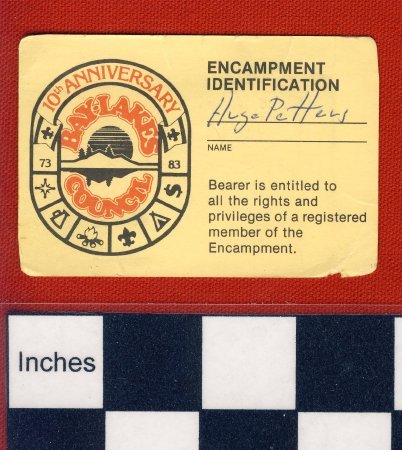 10th ANNIVERSARY
BAY-LAKES
73 83
COUNCIL
ENCAMPMENT
IDENTIFICATION
Hugo Petters
NAME
Bearer is entitled to
all the rights and
privileges of a registered
member of the
Encampment.
Inches